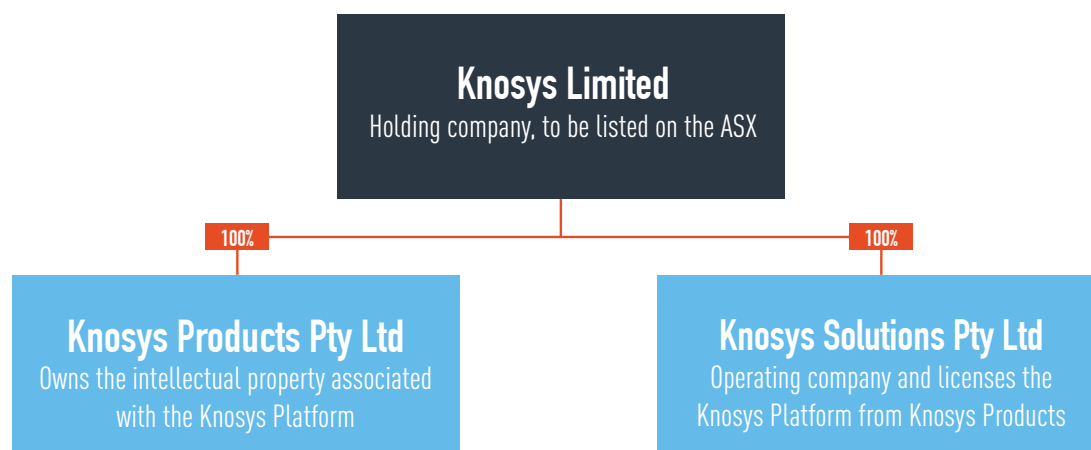 Knosys Limited
Holding company, to be listed on the ASX
100%
100%
Knosys Products Pty Ltd
Owns the intellectual property associated
with the Knosys Platform
Knosys Solutions Pty Ltd
Operating company and licenses the
Knosys Platform from Knosys Products